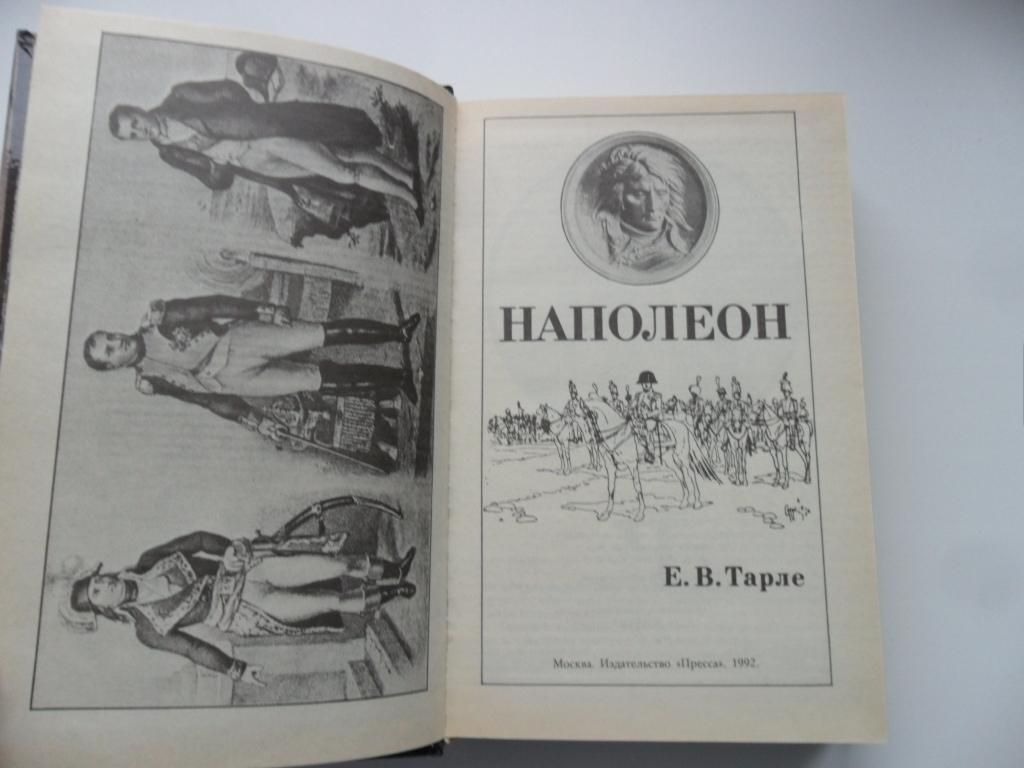 НАПОЛЕОН
Е. В. Тарле
Москва. Издательство «Пресса». 1992.